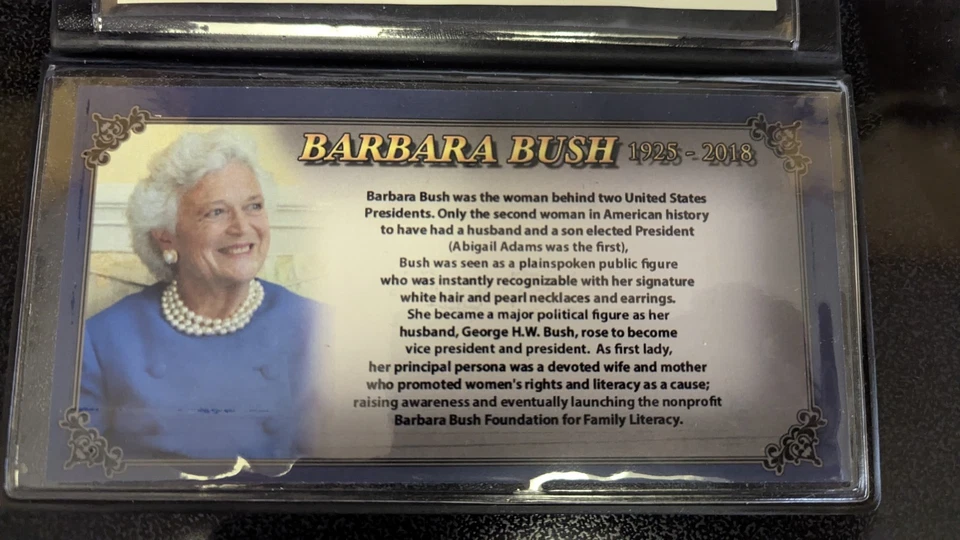 BARBARA BUSH 1925 - 2018
Barbara Bush was the woman behind two United States
Presidents. Only the second woman in American history
to have had a husband and a son elected President
(Abigail Adams was the first),
Bush was seen as a plainspoken public figure
who was instantly recognizable with her signature
white hair and pearl necklaces and earrings.
She became a major political figure as her
husband, George H.W. Bush, rose to become
vice president and president. As first lady,
her principal persona was a devoted wife and mother
who promoted women's rights and literacy as a cause;
raising awareness and eventually launching the nonprofit
Barbara Bush Foundation for Family Literacy.